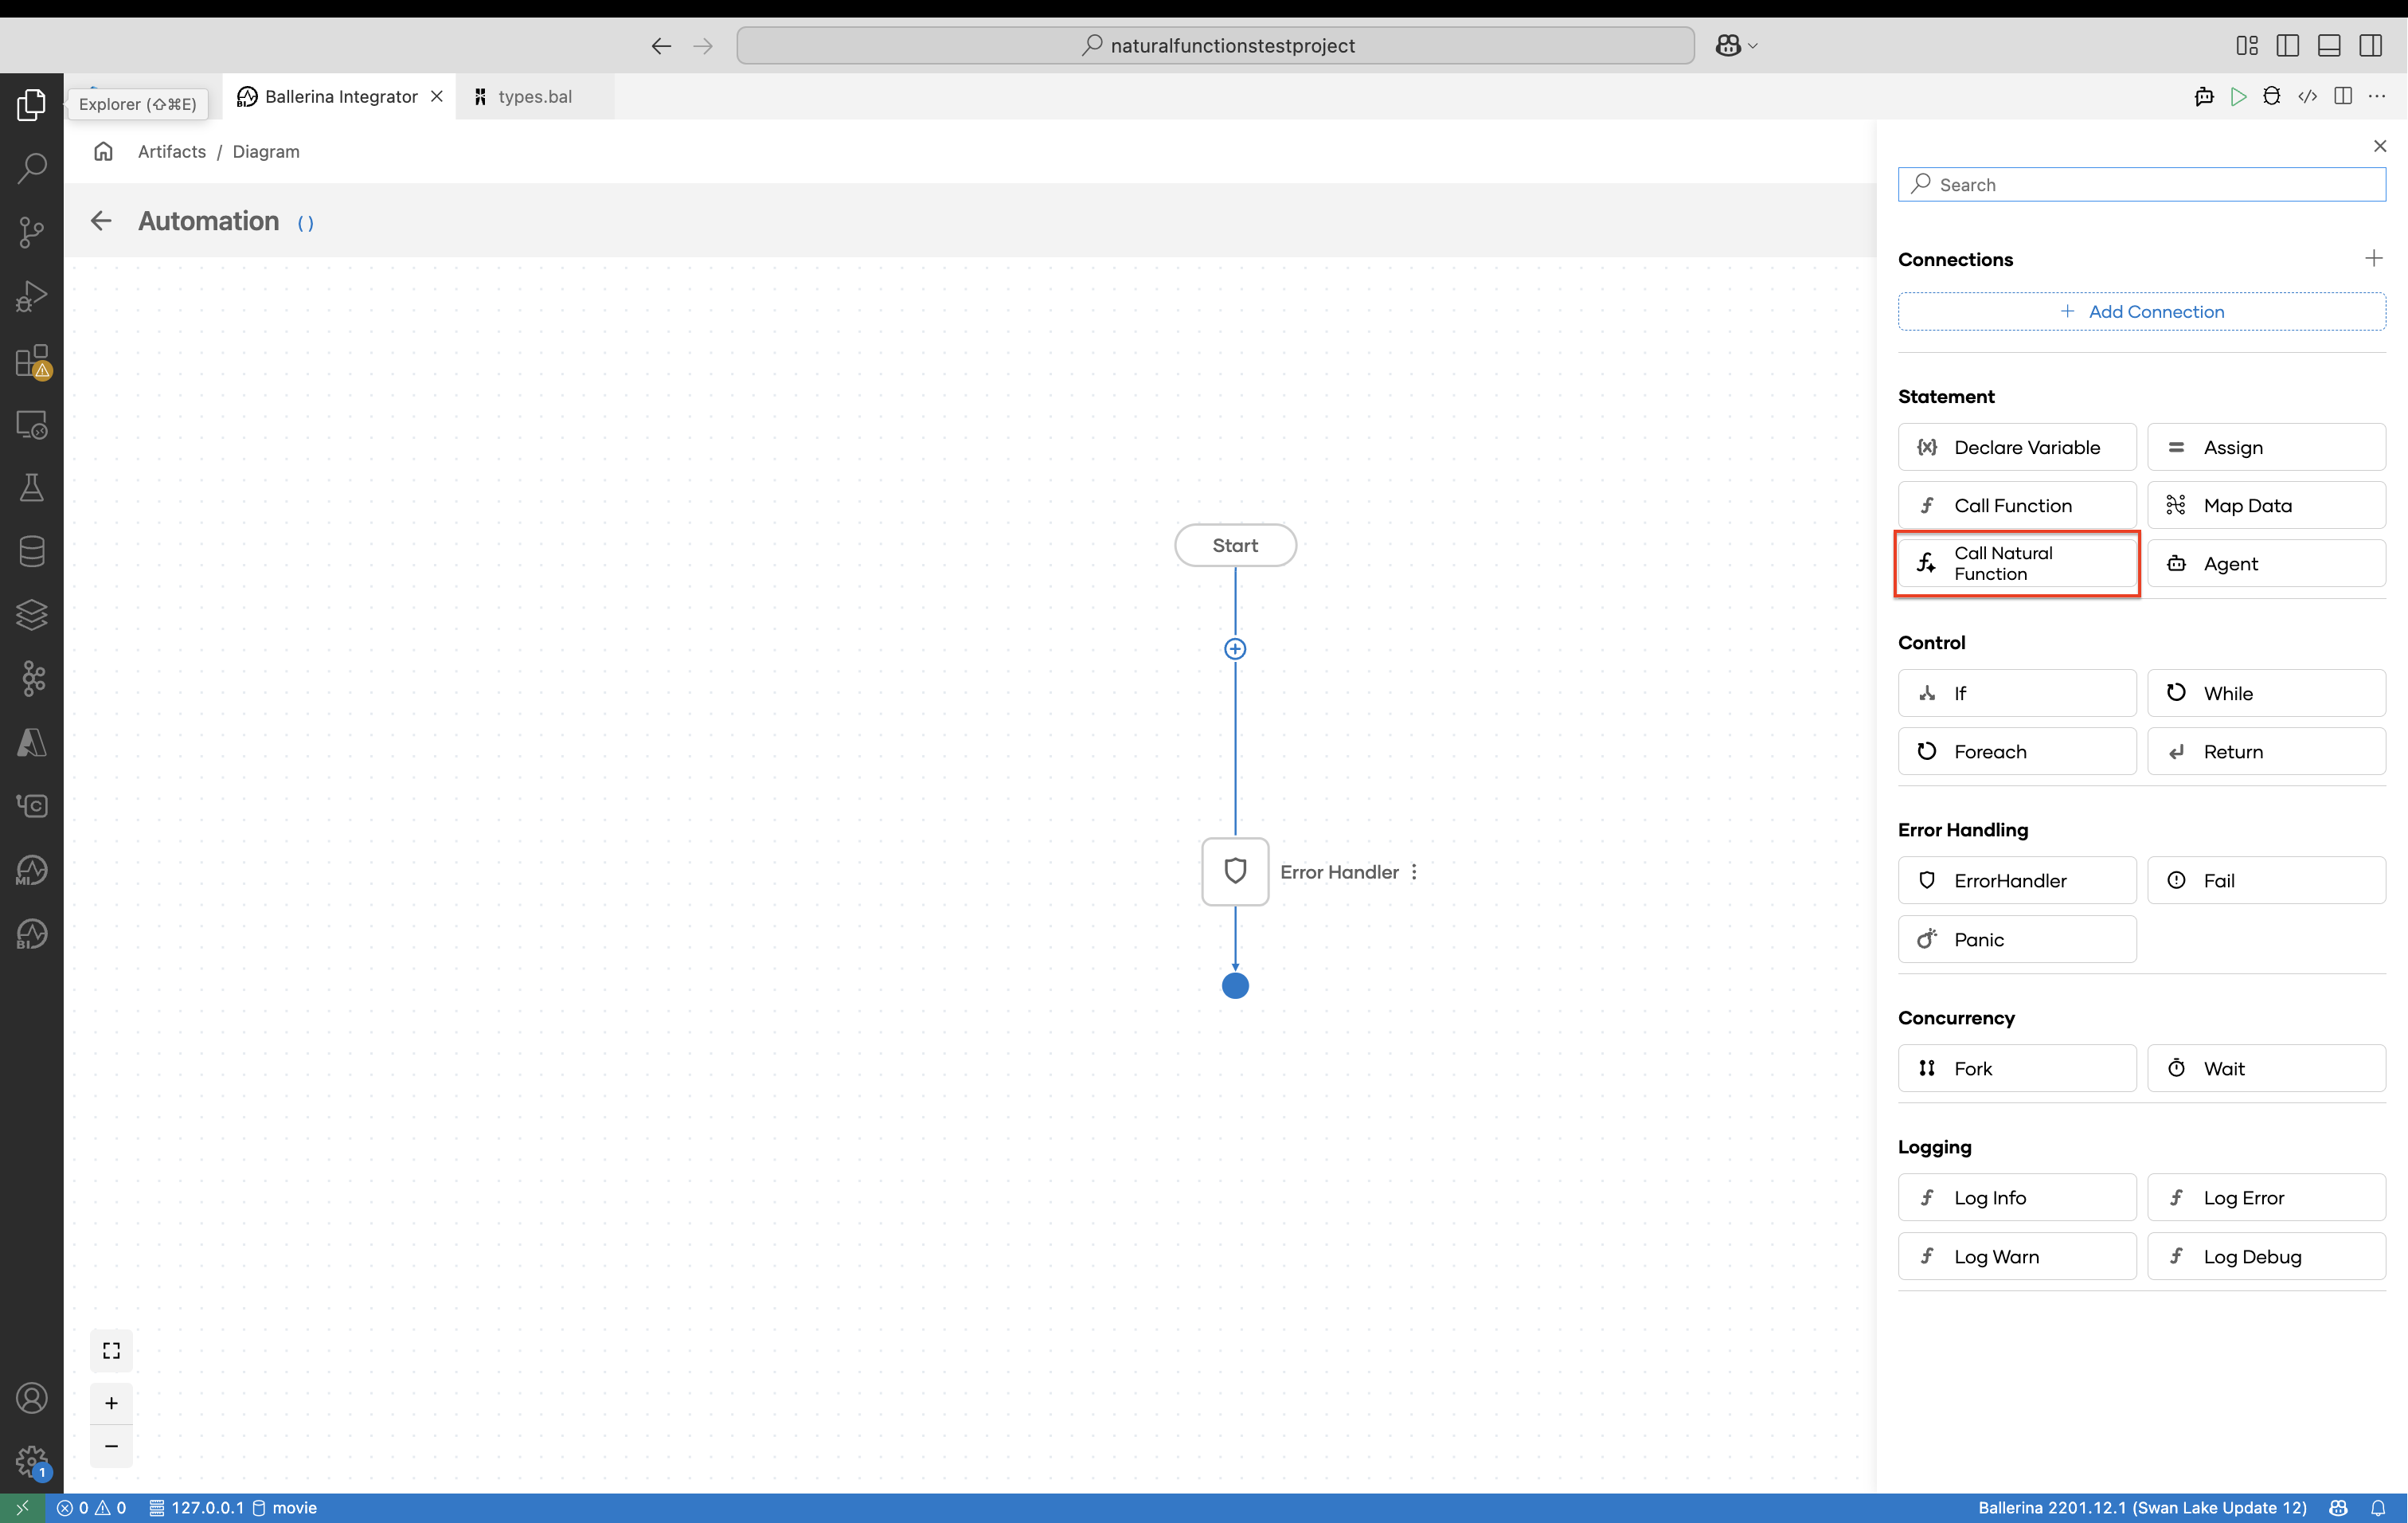 naturalfunctionstestproject
Explorer (⇧⌘E)
Ballerina Integrator
types.bal
Artifacts / Diagram
Automation ( )
Search
Connections
Add Connection
Statement
Declare Variable
Assign
Call Function
Map Data
Call Natural
Function
Agent
Control
If
While
Foreach
Return
Error Handling
ErrorHandler
Fail
Panic
Concurrency
Fork
Wait
Logging
Log Info
Log Error
Log Warn
Log Debug
Start
Error Handler
MI
BI
1
0 0 127.0.0.1 movie
Ballerina 2201.12.1 (Swan Lake Update 12)